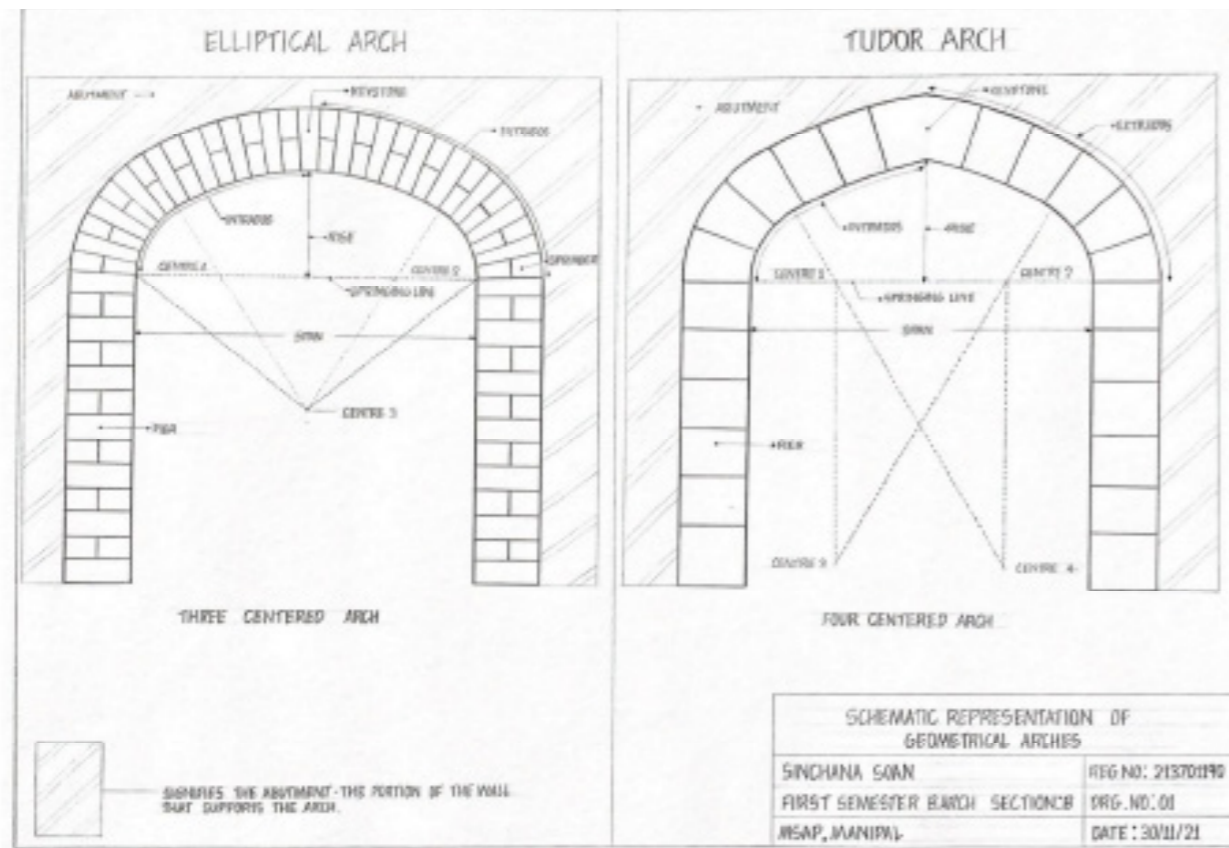 ELLIPTICAL ARCH
ABUTMENT
KEYSTONE
EXTRADOS
INTRADOS
RISE
CENTRE 1
CENTRE 2
SPRINGER
SPRINGING LINE
SPAN
CENTRE 3
PIER
THREE CENTERED ARCH
SIGNIFIES THE ABUTMENT - THE PORTION OF THE WALL
THAT SUPPORTS THE ARCH.
TUDOR ARCH
ABUTMENT
KEYSTONE
EXTRADOS
INTRADOS
RISE
CENTRE 1
CENTRE 2
SPRINGING LINE
SPAN
PIER
CENTRE 3
CENTRE 4
FOUR CENTERED ARCH
SCHEMATIC REPRESENTATION OF
GEOMETRICAL ARCHES
SINCHANA
REG NO: 213701190
FIRST SEMESTER BARCH SECTION:B
DRG. NO: 01
MSAP, MANIPAL
DATE: 30/11/21